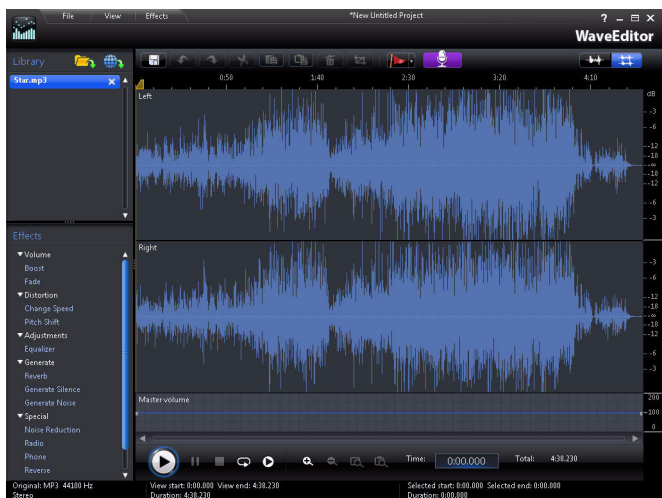 File View Effects *New Untitled Project ?
WaveEditor
Library
Star.mp3
0:50 1:40 2:30 3:20 4:10
Left
dB
-3
-6
-12
-18
-∞
-18
-12
-6
-3
Right
-3
-6
-12
-18
-∞
-18
-12
-6
-3
Effects
Volume
Boost
Fade
Distortion
Change Speed
Pitch Shift
Adjustments
Equalizer
Generate
Reverb
Generate Silence
Generate Noise
Special
Noise Reduction
Radio
Phone
Reverse
Master volume
200
100
0
Time: 0:00.000 Total: 4:38.230
Original: MP3 44100 Hz
Stereo
View start: 0:00.000 View end: 4:38.230
Duration: 4:38.230
Selected start: 0:00.000 Selected end: 0:00.000
Duration: 0:00.000